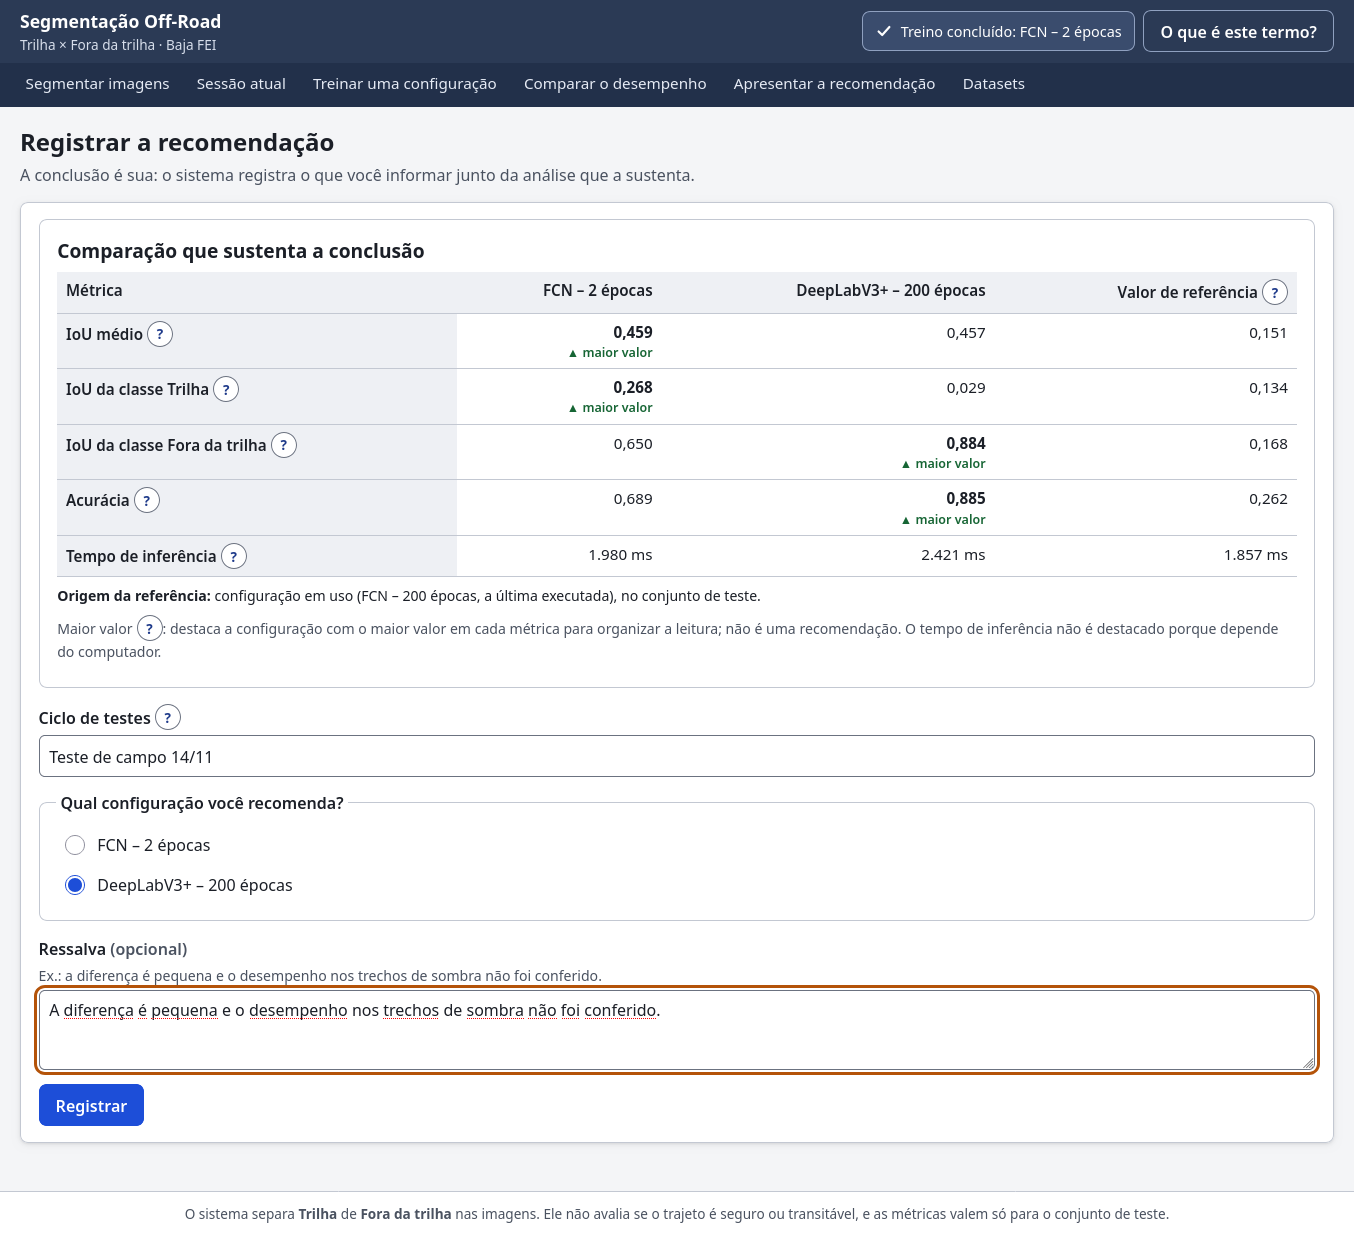 Segmentação Off-Road
Trilha × Fora da trilha · Baja FEI
Treino concluído: FCN – 2 épocas
O que é este termo?
Segmentar imagens Sessão atual Treinar uma configuração Comparar o desempenho Apresentar a recomendação Datasets
Registrar a recomendação
A conclusão é sua: o sistema registra o que você informar junto da análise que a sustenta.
Comparação que sustenta a conclusão
Métrica FCN – 2 épocas DeepLabV3+ – 200 épocas Valor de referência ?
IoU médio ? 0,459 0,457 0,151
▲ maior valor
IoU da classe Trilha ? 0,268 0,029 0,134
▲ maior valor
IoU da classe Fora da trilha ? 0,650 0,884 0,168
▲ maior valor
Acurácia ? 0,689 0,885 0,262
▲ maior valor
Tempo de inferência ? 1.980 ms 2.421 ms 1.857 ms
Origem da referência: configuração em uso (FCN – 200 épocas, a última executada), no conjunto de teste.
Maior valor ? : destaca a configuração com o maior valor em cada métrica para organizar a leitura; não é uma recomendação. O tempo de inferência não é destacado porque depende
do computador.
Ciclo de testes ?
Teste de campo 14/11
Qual configuração você recomenda?
FCN – 2 épocas
DeepLabV3+ – 200 épocas
Ressalva (opcional)
Ex.: a diferença é pequena e o desempenho nos trechos de sombra não foi conferido.
A diferença é pequena e o desempenho nos trechos de sombra não foi conferido.
Registrar
O sistema separa Trilha de Fora da trilha nas imagens. Ele não avalia se o trajeto é seguro ou transitável, e as métricas valem só para o conjunto de teste.